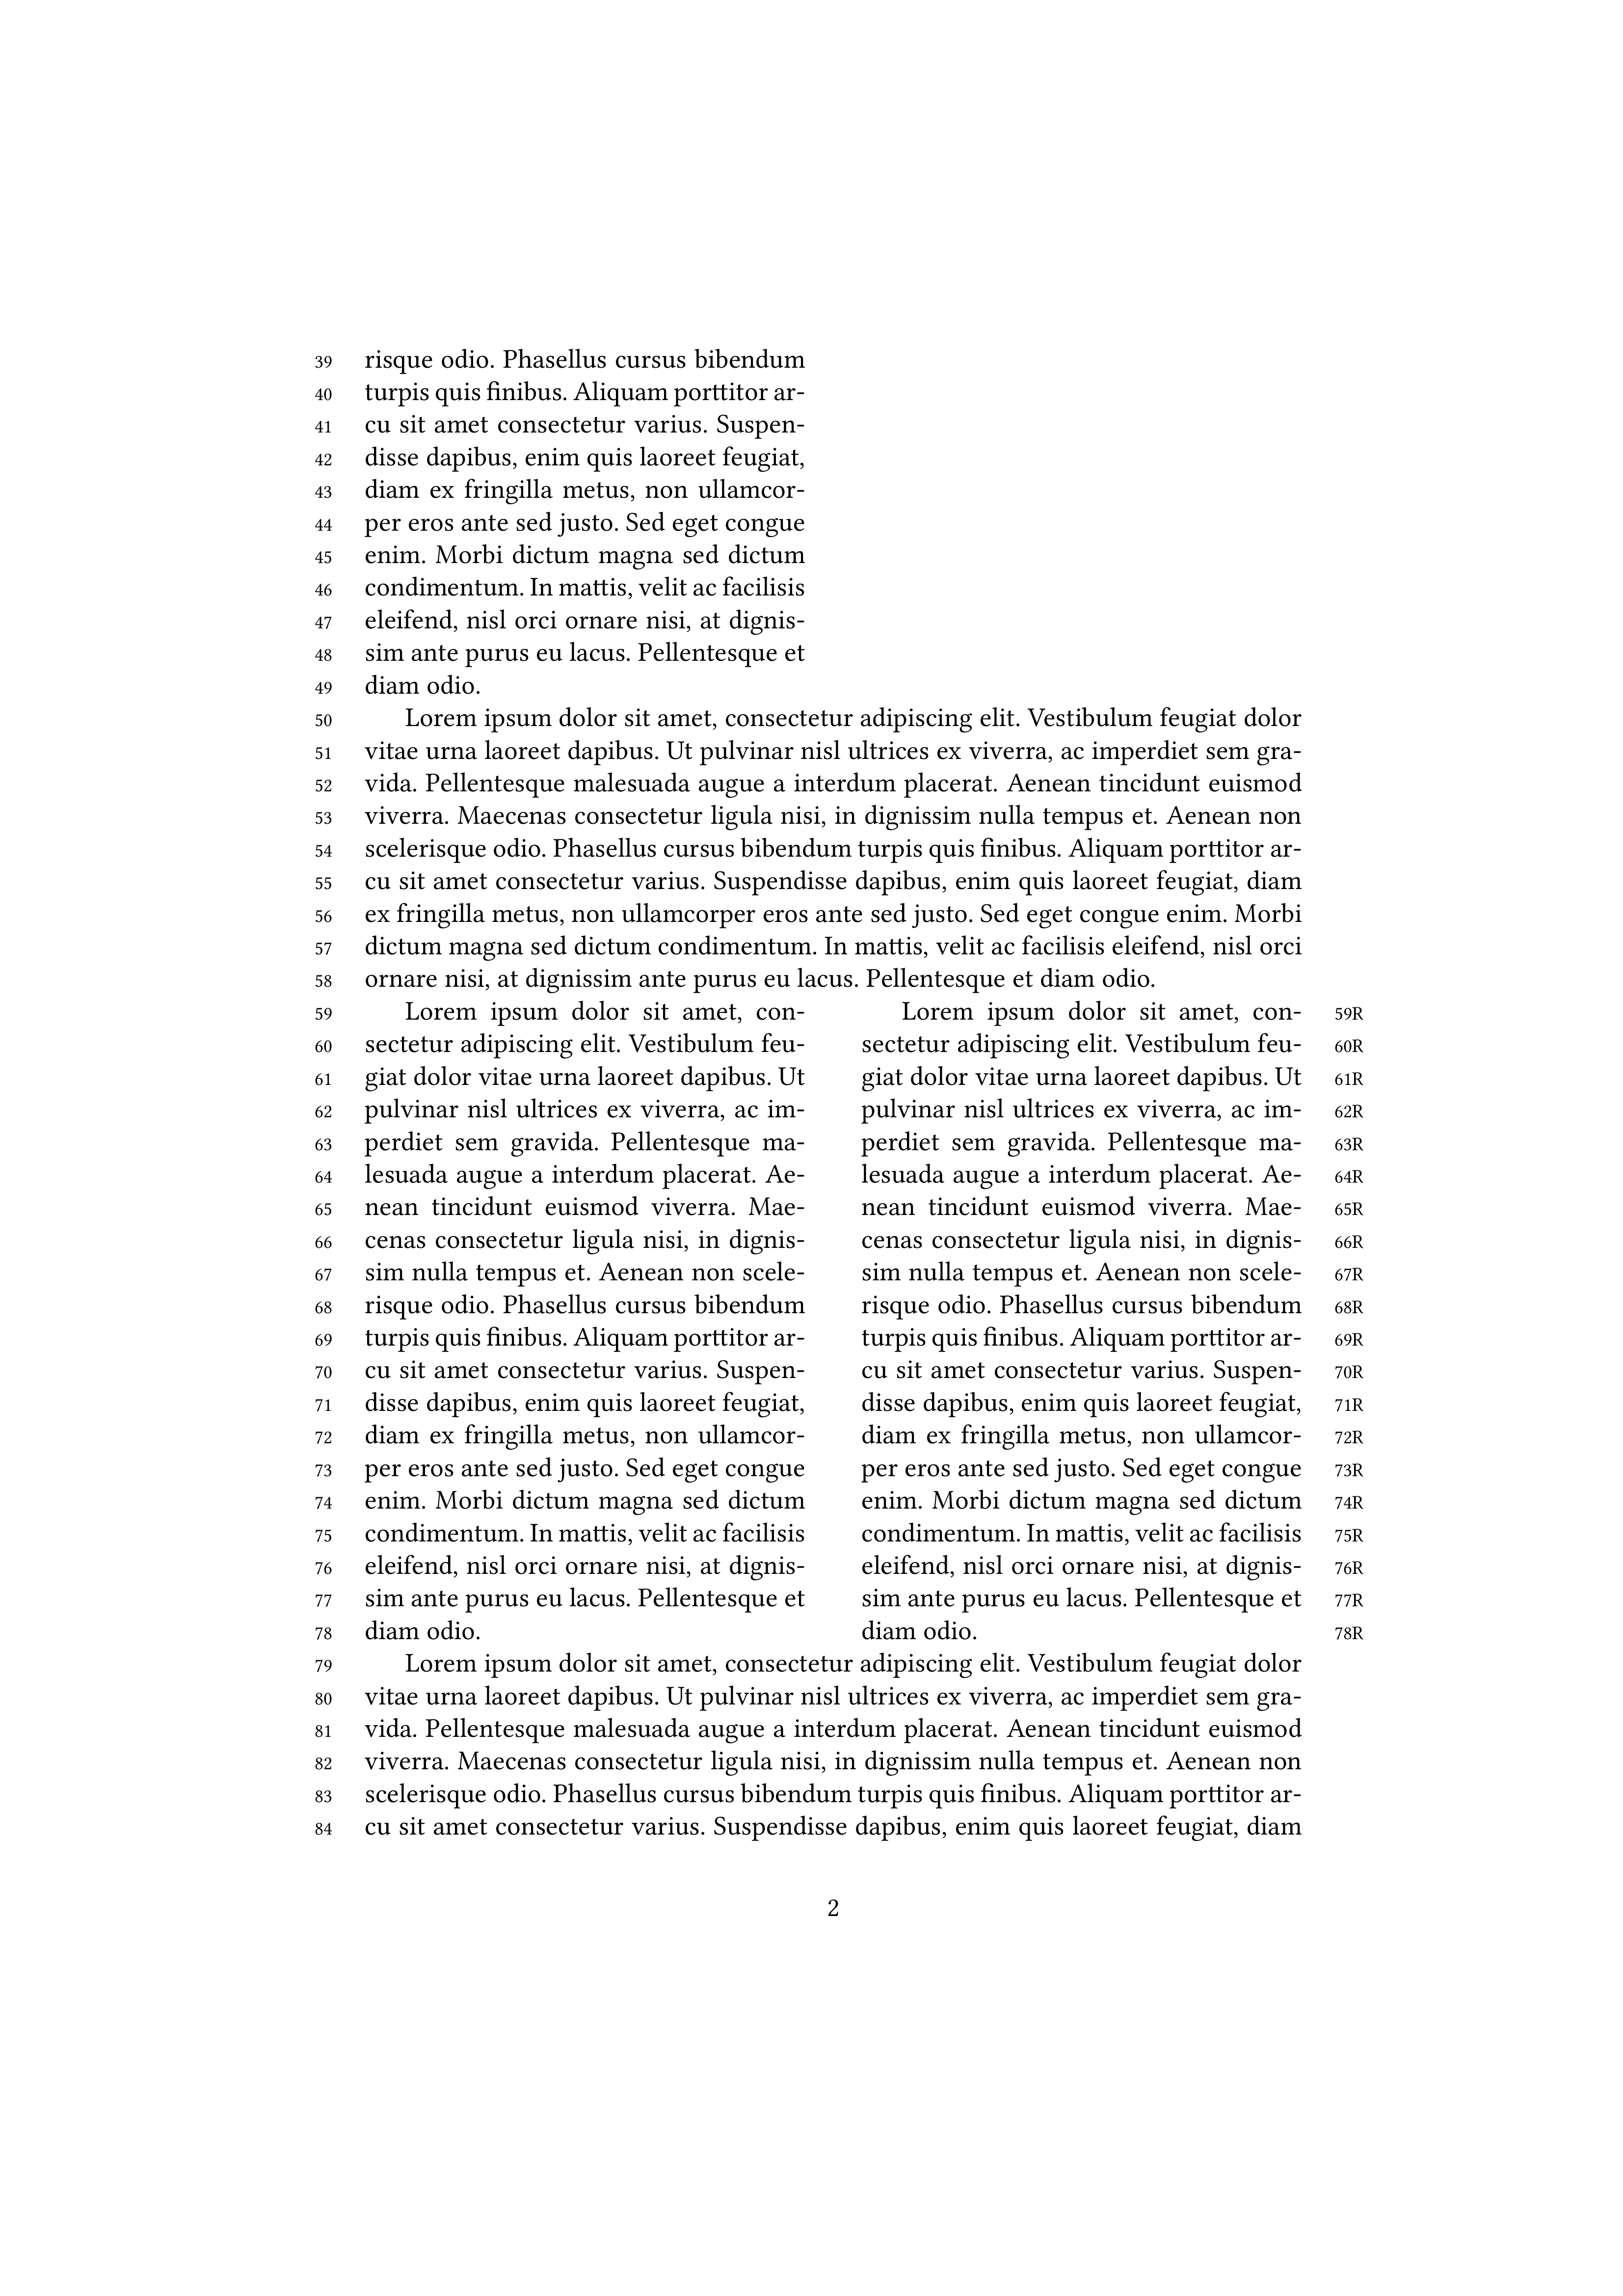 39 risque odio. Phasellus cursus bibendum
40 turpis quis finibus. Aliquam porttitor ar-
41 cu sit amet consectetur varius. Suspen-
42 disse dapibus, enim quis laoreet feugiat,
43 diam ex fringilla metus, non ullamcor-
44 per eros ante sed justo. Sed eget congue
45 enim. Morbi dictum magna sed dictum
46 condimentum. In mattis, velit ac facilisis
47 eleifend, nisl orci ornare nisi, at dignis-
48 sim ante purus eu lacus. Pellentesque et
49 diam odio.
50 Lorem ipsum dolor sit amet, consectetur adipiscing elit. Vestibulum feugiat dolor
51 vitae urna laoreet dapibus. Ut pulvinar nisl ultrices ex viverra, ac imperdiet sem gra-
52 vida. Pellentesque malesuada augue a interdum placerat. Aenean tincidunt euismod
53 viverra. Maecenas consectetur ligula nisi, in dignissim nulla tempus et. Aenean non
54 scelerisque odio. Phasellus cursus bibendum turpis quis finibus. Aliquam porttitor ar-
55 cu sit amet consectetur varius. Suspendisse dapibus, enim quis laoreet feugiat, diam
56 ex fringilla metus, non ullamcorper eros ante sed justo. Sed eget congue enim. Morbi
57 dictum magna sed dictum condimentum. In mattis, velit ac facilisis eleifend, nisl orci
58 ornare nisi, at dignissim ante purus eu lacus. Pellentesque et diam odio.
59 Lorem ipsum dolor sit amet, con-
60 sectetur adipiscing elit. Vestibulum feu-
61 giat dolor vitae urna laoreet dapibus. Ut
62 pulvinar nisl ultrices ex viverra, ac im-
63 perdiet sem gravida. Pellentesque ma-
64 lesuada augue a interdum placerat. Ae-
65 nean tincidunt euismod viverra. Mae-
66 cenas consectetur ligula nisi, in dignis-
67 sim nulla tempus et. Aenean non scele-
68 risque odio. Phasellus cursus bibendum
69 turpis quis finibus. Aliquam porttitor ar-
70 cu sit amet consectetur varius. Suspen-
71 disse dapibus, enim quis laoreet feugiat,
72 diam ex fringilla metus, non ullamcor-
73 per eros ante sed justo. Sed eget congue
74 enim. Morbi dictum magna sed dictum
75 condimentum. In mattis, velit ac facilisis
76 eleifend, nisl orci ornare nisi, at dignis-
77 sim ante purus eu lacus. Pellentesque et
78 diam odio.
Lorem ipsum dolor sit amet, con- 59R
sectetur adipiscing elit. Vestibulum feu- 60R
giat dolor vitae urna laoreet dapibus. Ut 61R
pulvinar nisl ultrices ex viverra, ac im- 62R
perdiet sem gravida. Pellentesque ma- 63R
lesuada augue a interdum placerat. Ae- 64R
nean tincidunt euismod viverra. Mae- 65R
cenas consectetur ligula nisi, in dignis- 66R
sim nulla tempus et. Aenean non scele- 67R
risque odio. Phasellus cursus bibendum 68R
turpis quis finibus. Aliquam porttitor ar- 69R
cu sit amet consectetur varius. Suspen- 70R
disse dapibus, enim quis laoreet feugiat, 71R
diam ex fringilla metus, non ullamcor- 72R
per eros ante sed justo. Sed eget congue 73R
enim. Morbi dictum magna sed dictum 74R
condimentum. In mattis, velit ac facilisis 75R
eleifend, nisl orci ornare nisi, at dignis- 76R
sim ante purus eu lacus. Pellentesque et 77R
diam odio. 78R
79 Lorem ipsum dolor sit amet, consectetur adipiscing elit. Vestibulum feugiat dolor
80 vitae urna laoreet dapibus. Ut pulvinar nisl ultrices ex viverra, ac imperdiet sem gra-
81 vida. Pellentesque malesuada augue a interdum placerat. Aenean tincidunt euismod
82 viverra. Maecenas consectetur ligula nisi, in dignissim nulla tempus et. Aenean non
83 scelerisque odio. Phasellus cursus bibendum turpis quis finibus. Aliquam porttitor ar-
84 cu sit amet consectetur varius. Suspendisse dapibus, enim quis laoreet feugiat, diam
2